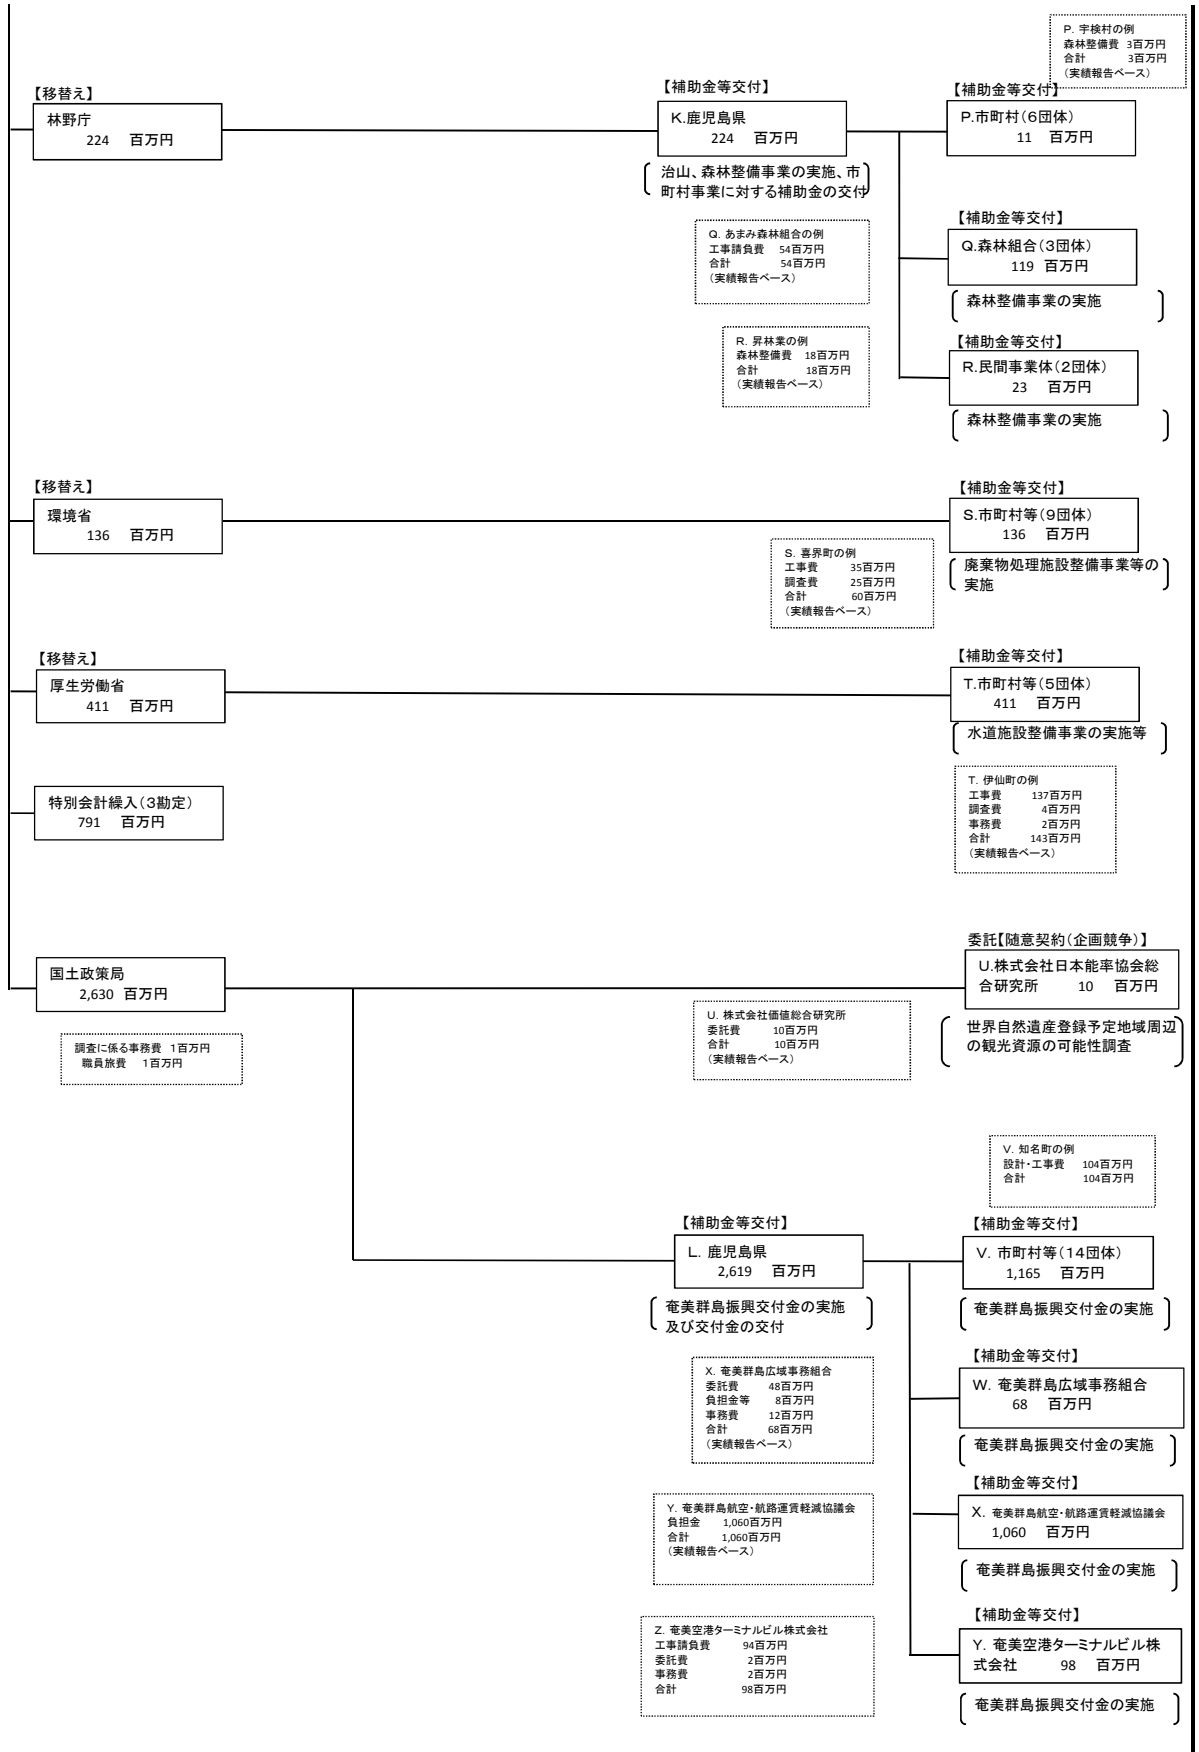 P. 宇検村の例
森林整備費 3百万円
合計 3百万円
(実績報告ベース)
【移替え】
林野庁
224 百万円
【補助金等交付】
K.鹿児島県
224 百万円
治山、森林整備事業の実施、市
町村事業に対する補助金の交付
【補助金等交付】
P.市町村(6団体)
11 百万円
Q. あまみ森林組合の例
工事請負費 54百万円
合計 54百万円
(実績報告ベース)
【補助金等交付】
Q.森林組合(3団体)
119 百万円
森林整備事業の実施
R. 昇林業の例
森林整備費 18百万円
合計 18百万円
(実績報告ベース)
【補助金等交付】
R.民間事業体(2団体)
23 百万円
森林整備事業の実施
【移替え】
環境省
136 百万円
【補助金等交付】
S.市町村等(9団体)
136 百万円
廃棄物処理施設整備事業等の
実施
S. 喜界町の例
工事費 35百万円
調査費 25百万円
合計 60百万円
(実績報告ベース)
【移替え】
厚生労働省
411 百万円
【補助金等交付】
T.市町村等(5団体)
411 百万円
水道施設整備事業の実施等
特別会計繰入(3勘定)
791 百万円
T. 伊仙町の例
工事費 137百万円
調査費 4百万円
事務費 2百万円
合計 143百万円
(実績報告ベース)
国土政策局
2,630 百万円
調査に係る事務費 1百万円
職員旅費 1百万円
委託【随意契約(企画競争)】
U.株式会社日本能率協会総
合研究所 10 百万円
世界自然遺産登録予定地域周辺
の観光資源の可能性調査
U. 株式会社価値総合研究所
委託費 10百万円
合計 10百万円
(実績報告ベース)
V. 知名町の例
設計・工事費 104百万円
合計 104百万円
【補助金等交付】
L. 鹿児島県
2,619 百万円
奄美群島振興交付金の実施
及び交付金の交付
【補助金等交付】
V. 市町村等(14団体)
1,165 百万円
奄美群島振興交付金の実施
X. 奄美群島広域事務組合
委託費 48百万円
負担金等 8百万円
事務費 12百万円
合計 68百万円
(実績報告ベース)
【補助金等交付】
W. 奄美群島広域事務組合
68 百万円
奄美群島振興交付金の実施
Y. 奄美群島航空・航路運賃軽減協議会
負担金 1,060百万円
合計 1,060百万円
(実績報告ベース)
【補助金等交付】
X. 奄美群島航空・航路運賃軽減協議会
1,060 百万円
奄美群島振興交付金の実施
Z. 奄美空港ターミナルビル株式会社
工事請負費 94百万円
委託費 2百万円
事務費 2百万円
合計 98百万円
【補助金等交付】
Y. 奄美空港ターミナルビル株
式会社 98 百万円
奄美群島振興交付金の実施